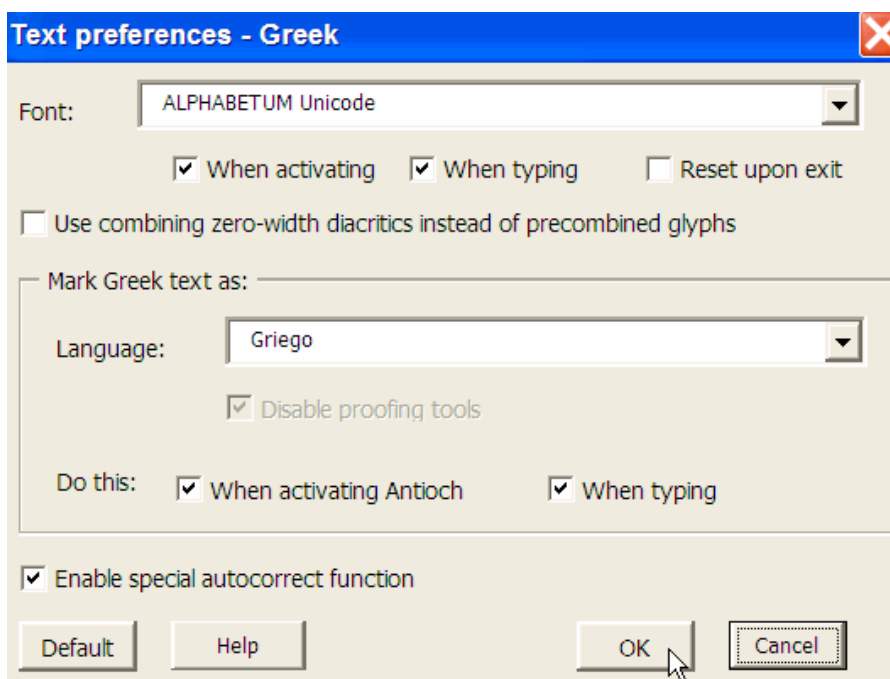 Text preferences - Greek
Font: ALPHABETUM Unicode
When activating When typing Reset upon exit
Use combining zero-width diacritics instead of precombined glyphs
Mark Greek text as:
Language: Griego
Disable proofing tools
Do this: When activating Antioch When typing
Enable special autocorrect function
Default Help OK Cancel